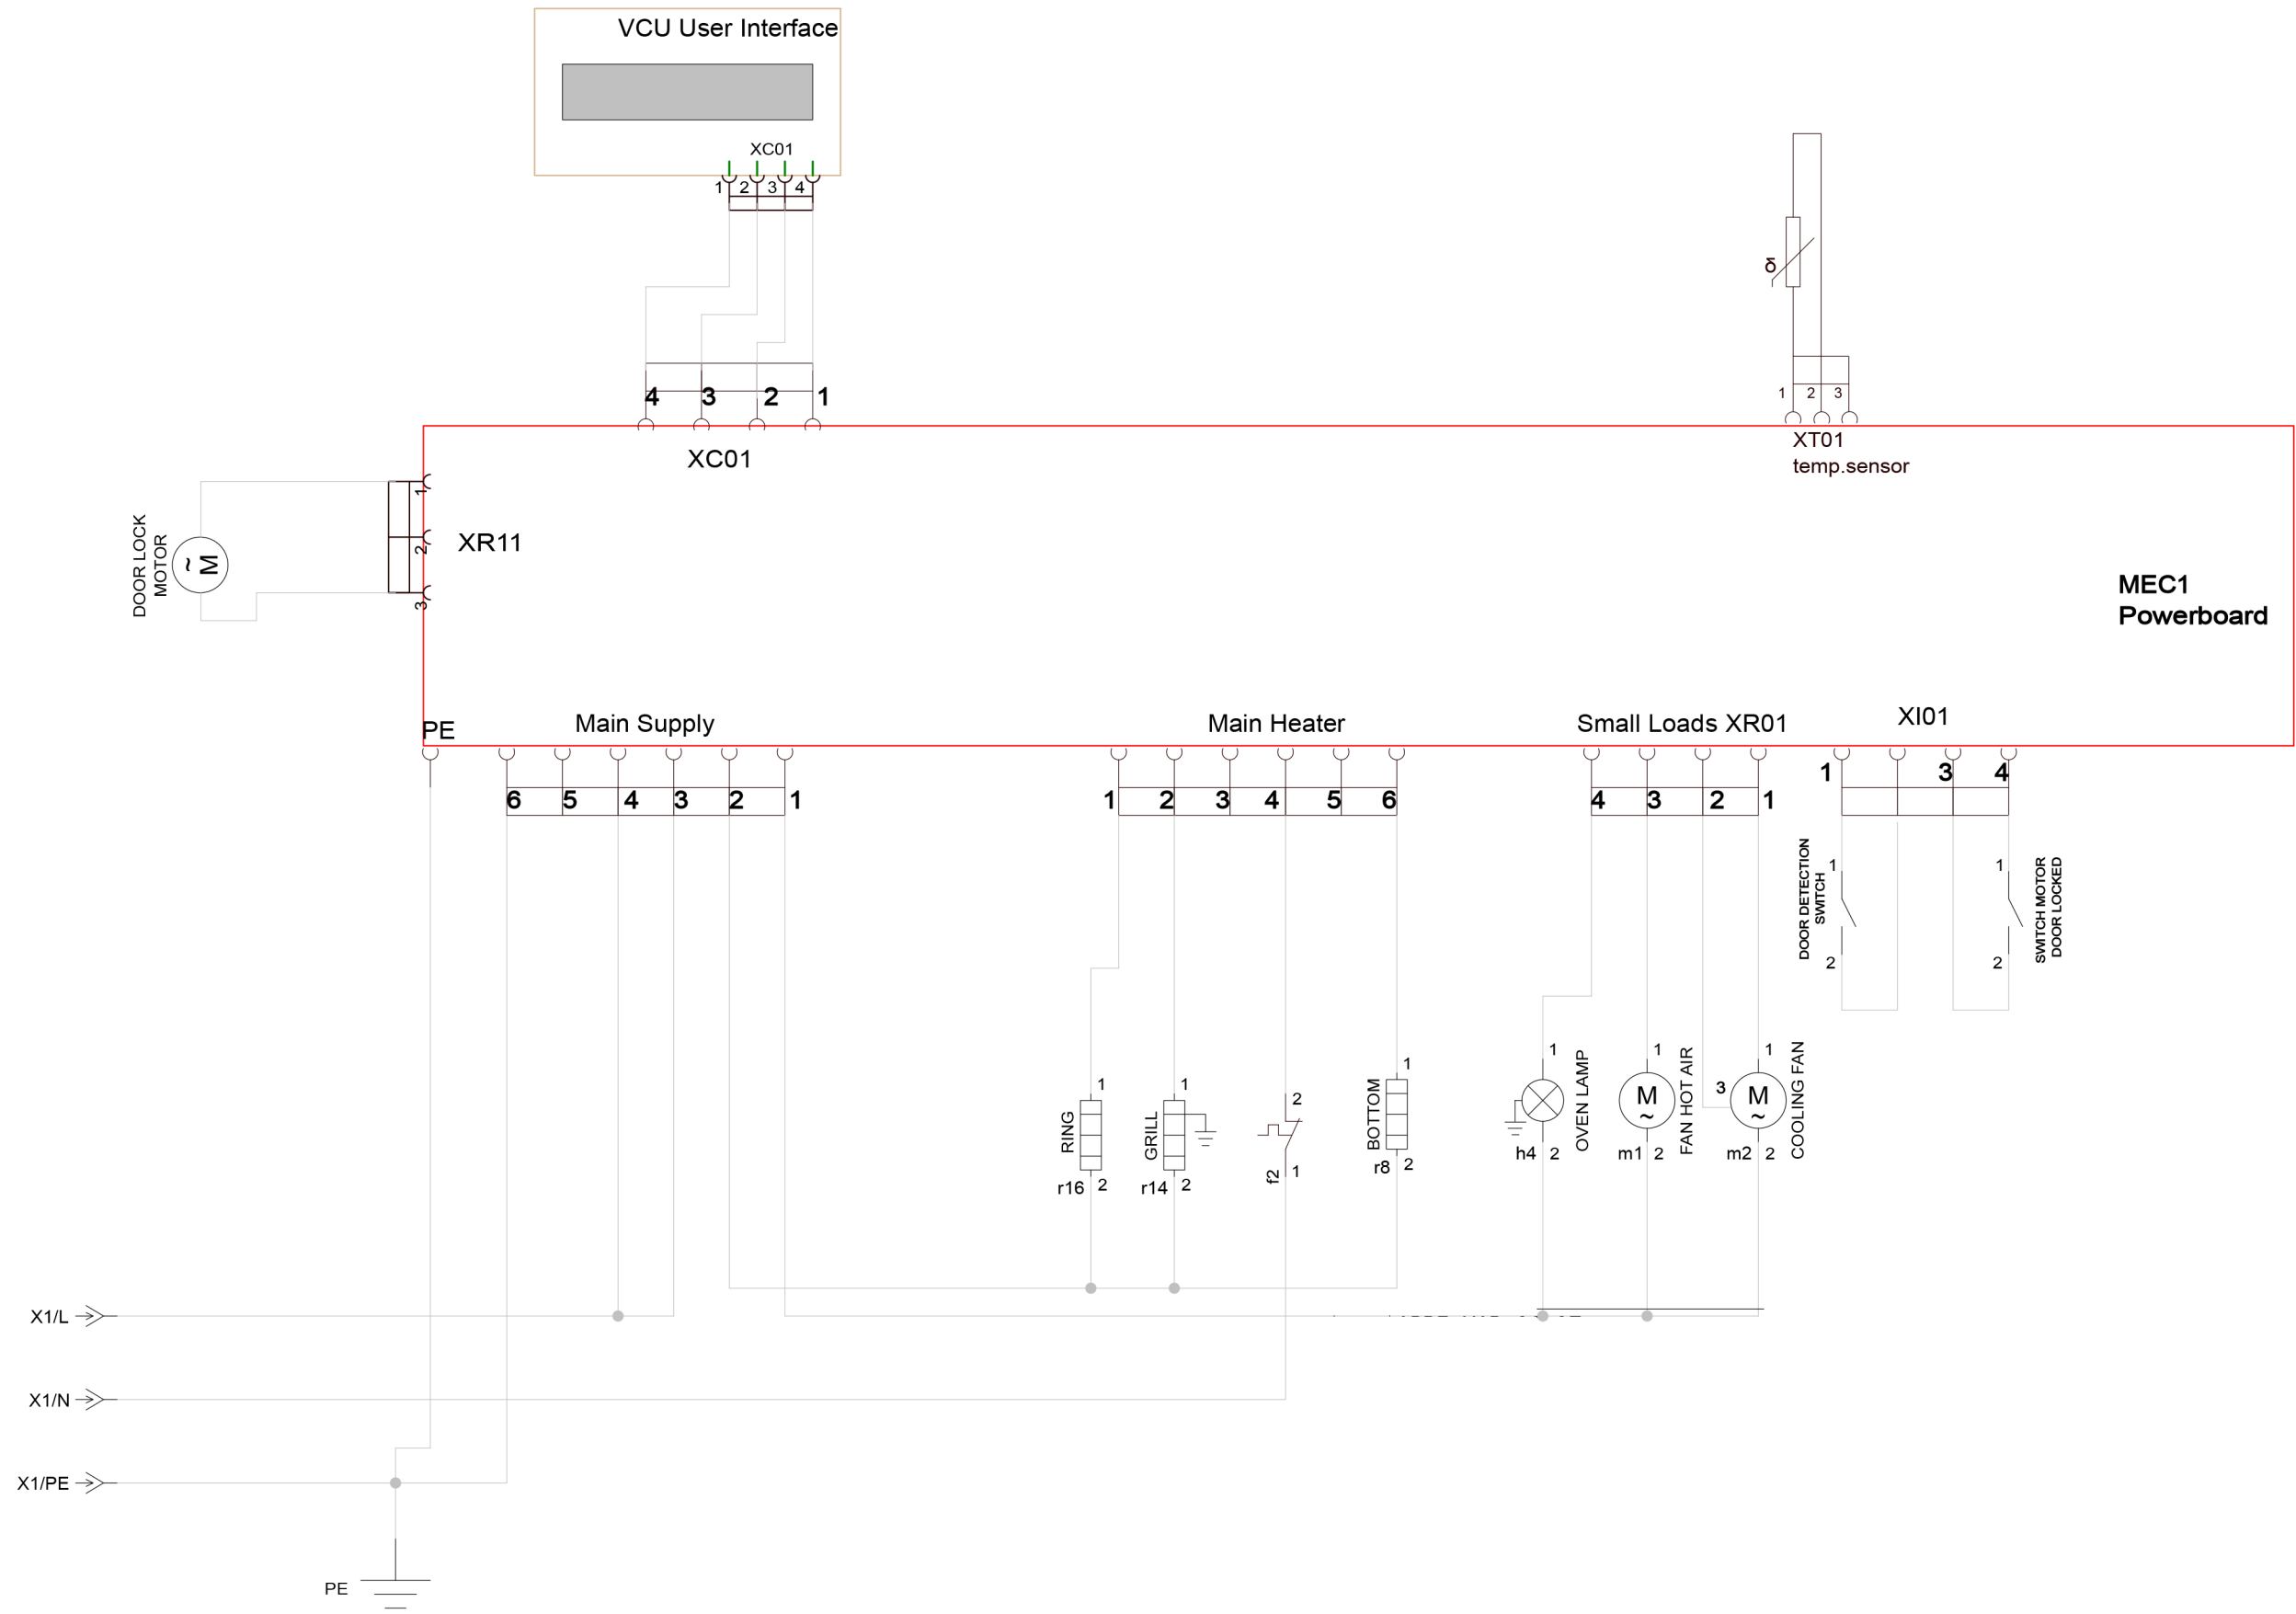 VCU User Interface
XC01
1 2 3 4
δ
4 3 2 1
1 2 3
XC01
XT01
temp.sensor
DOOR LOCK
MOTOR
M
~
1
2
3
XR11
MEC1
Powerboard
PE
Main Supply
Main Heater
Small Loads XR01
XI01
6 5 4 3 2 1
1 2 3 4 5 6
4 3 2 1
1 3 4
DOOR DETECTION
SWITCH
1
2
1
2
SWITCH MOTOR
DOOR LOCKED
RING
1
r16 2
GRILL
1
r14 2
2
f2 1
BOTTOM
1
r8 2
1
OVEN LAMP
h4 2
1
M
~
FAN HOT AIR
m1 2
1
3
M
~
COOLING FAN
m2 2
X1/L
X1/N
X1/PE
PE